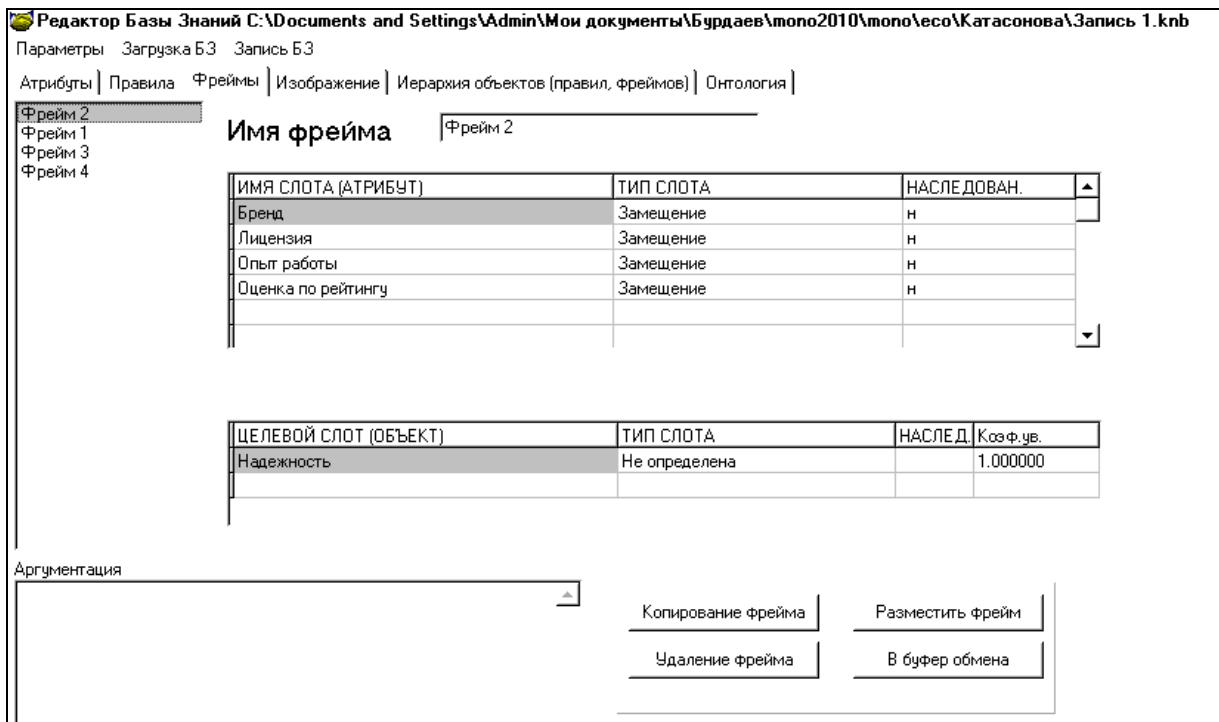 Редактор Базы Знаний C:\Documents and Settings\Admin\Мои документы\Бурдаев\mono2010\mono\eco\Катасонова\Запись 1.knb
Параметры Загрузка БЗ Запись БЗ
Атрибуты Правила Фреймы Изображение Иерархия объектов (правил, фреймов) Онтология
Фрейм 2
Фрейм 1
Фрейм 3
Фрейм 4
Имя фрейма Фрейм 2
ИМЯ СЛОТА (АТРИБУТ) ТИП СЛОТА НАСЛЕДОВАН.
Бренд Замещение н
Лицензия Замещение н
Опыт работы Замещение н
Оценка по рейтингу Замещение н
ЦЕЛЕВОЙ СЛОТ (ОБЪЕКТ) ТИП СЛОТА НАСЛЕД. Коэф.ув.
Надежность Не определена 1.000000
Аргументация
Копирование фрейма Разместить фрейм
Удаление фрейма В буфер обмена